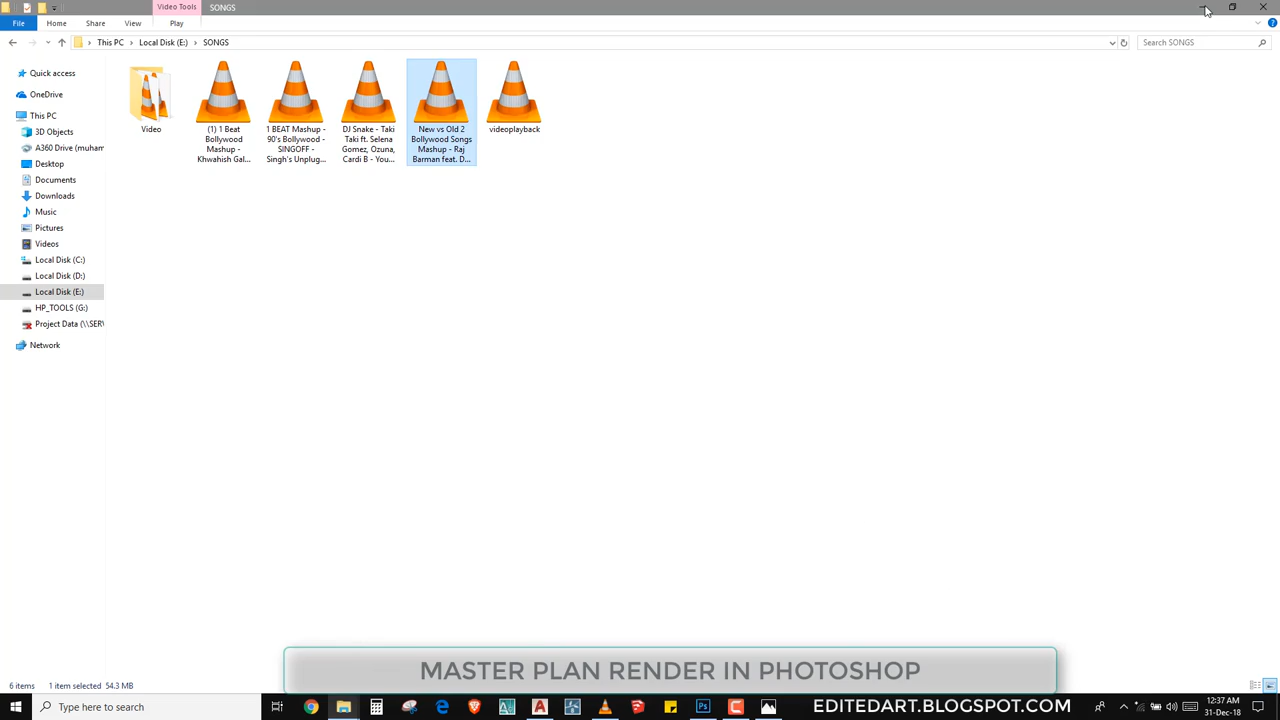 Video Tools
SONGS
File
Home
Share
View
Play
This PC
Local Disk (E:)
SONGS
Search SONGS
Quick access
OneDrive
This PC
3D Objects
A360 Drive (muham
Desktop
Documents
Downloads
Music
Pictures
Videos
Local Disk (C:)
Local Disk (D:)
Local Disk (E:)
HP_TOOLS (G:)
Project Data (\\SERV
Network
Video
(1) 1 Beat
Bollywood
Mashup -
Khwahish Gal...
1 BEAT Mashup -
90's Bollywood -
SINGOFF -
Singh's Unplug...
DJ Snake - Taki
Taki ft. Selena
Gomez, Ozuna,
Cardi B - You...
New vs Old 2
Bollywood Songs
Mashup - Raj
Barman feat. D...
videoplayback
MASTER PLAN RENDER IN PHOTOSHOP
6 items
1 item selected 54.3 MB
Type here to search
EDITEDART.BLOGSPOT.COM
12:37 AM
31-Dec-18